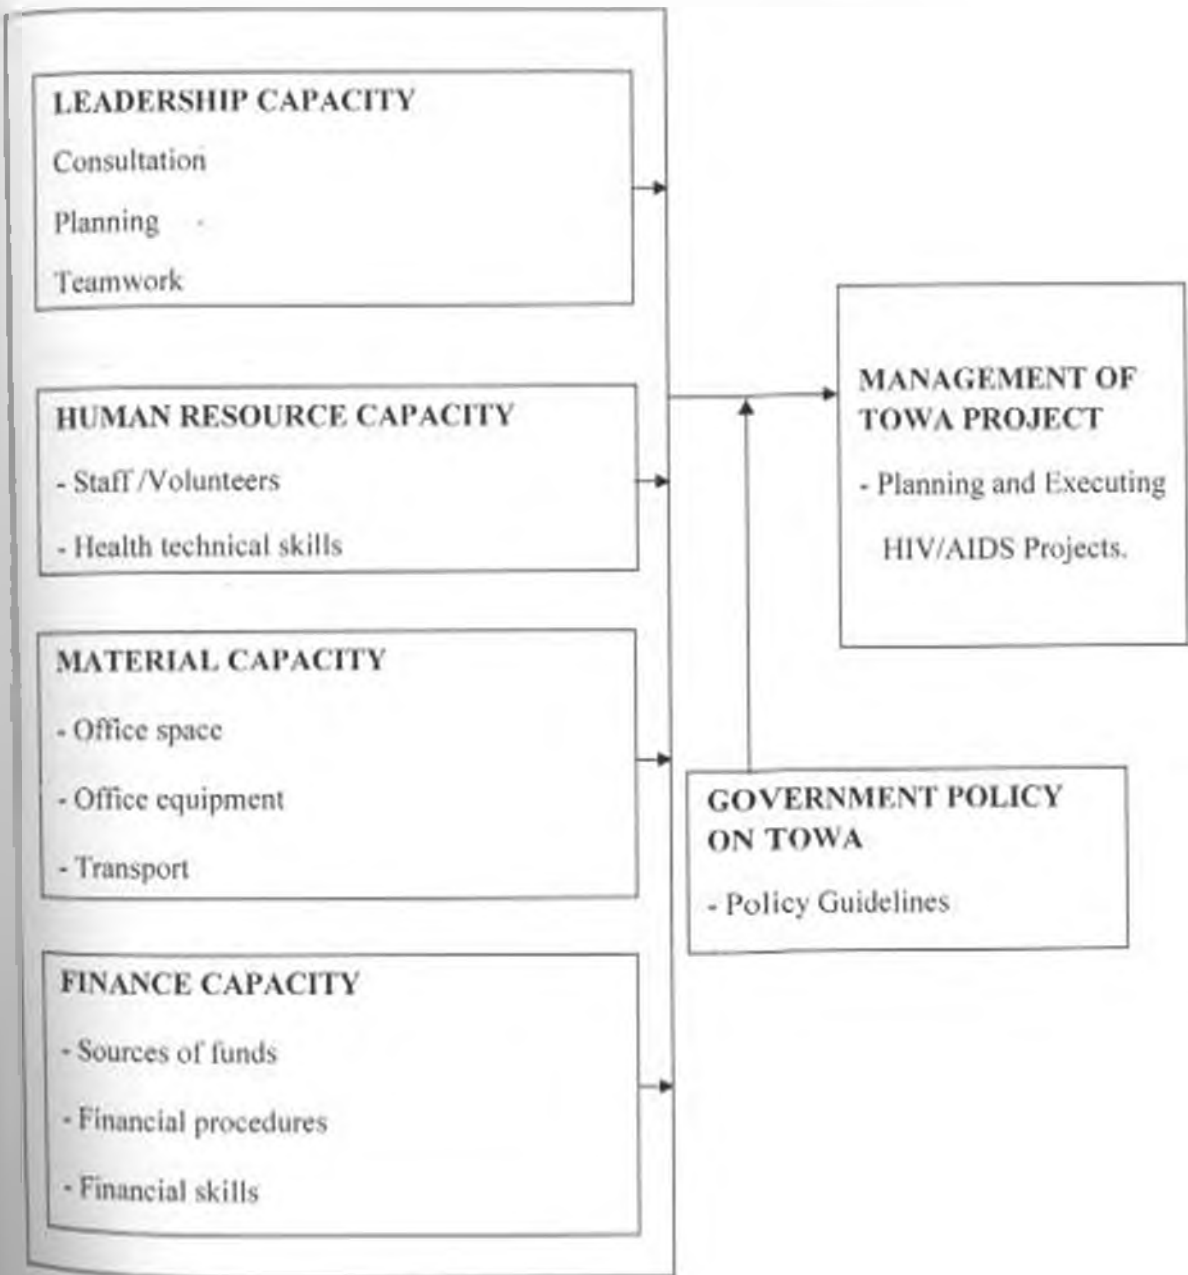 LEADERSHIP CAPACITY
Consultation
Planning
Teamwork
HUMAN RESOURCE CAPACITY
- Staff /Volunteers
- Health technical skills
MATERIAL CAPACITY
- Office space
- Office equipment
- Transport
FINANCE CAPACITY
- Sources of funds
- Financial procedures
- Financial skills
MANAGEMENT OF
TOWA PROJECT
- Planning and Executing
HIV/AIDS Projects.
GOVERNMENT POLICY
ON TOWA
- Policy Guidelines